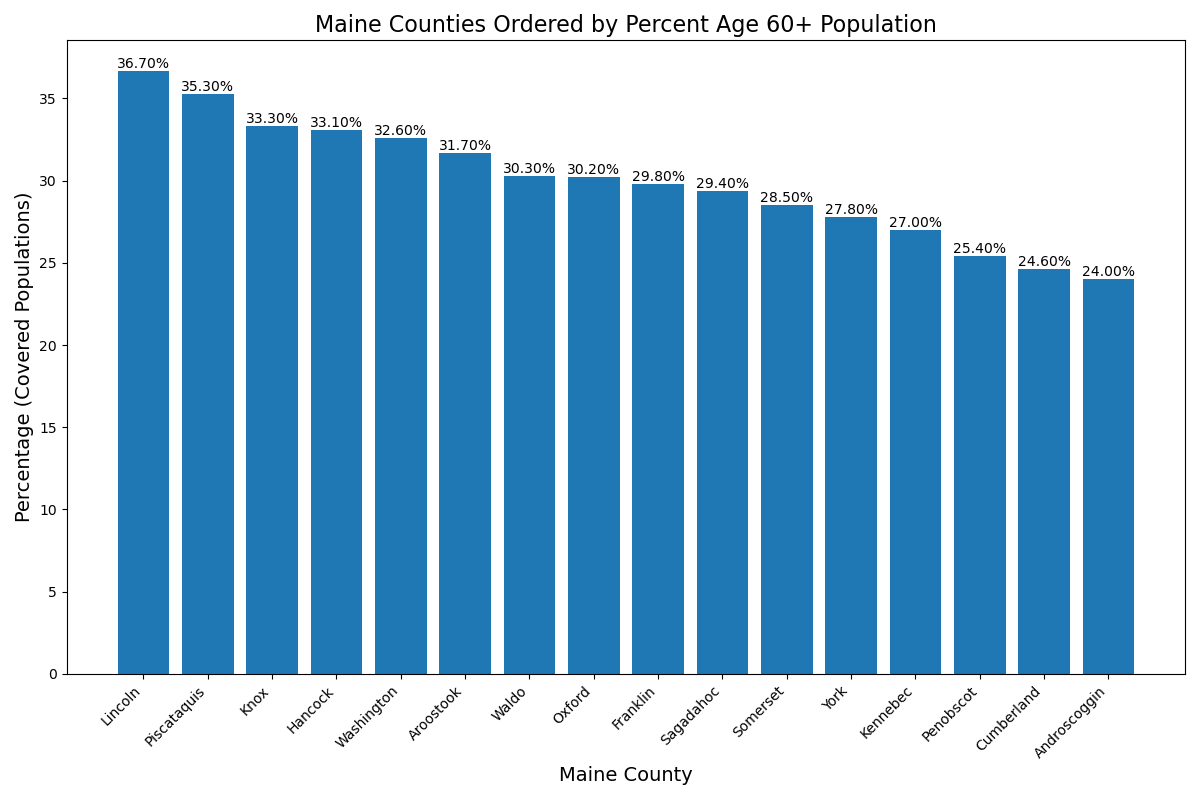 Maine Counties Ordered by Percent Age 60+ Population
Percentage (Covered Populations)
35
30
25
20
15
10
5
0
36.70%
35.30%
33.30%
33.10%
32.60%
31.70%
30.30%
30.20%
29.80%
29.40%
28.50%
27.80%
27.00%
25.40%
24.60%
24.00%
Lincoln
Piscataquis
Knox
Hancock
Washington
Aroostook
Waldo
Oxford
Franklin
Sagadahoc
Somerset
York
Kennebec
Penobscot
Cumberland
Androscoggin
Maine County